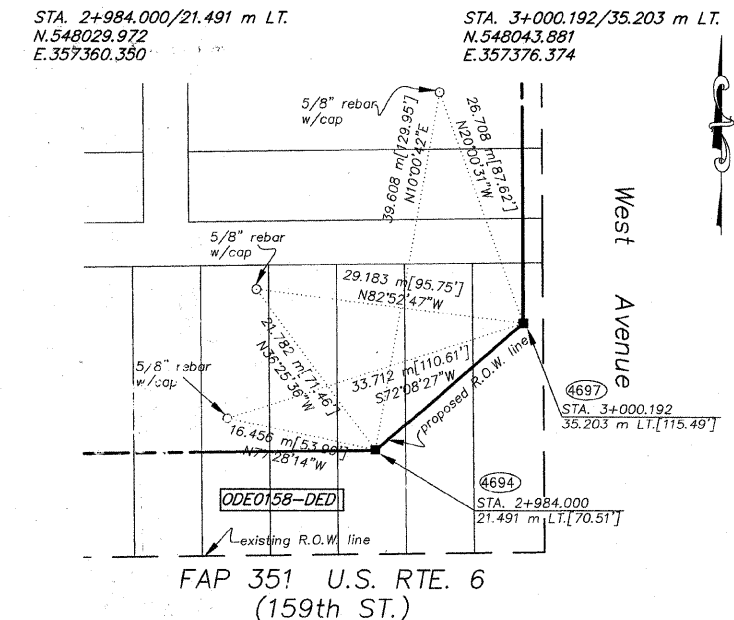 STA. 2+984.000/21.491 m LT.
N.548029.972
E.357360.350
STA. 3+000.192/35.203 m LT.
N.548043.881
E.357376.374
5/8" rebar
w/cap
39.608 m[129.95']
N10°00'42"E
26.708 m[87.62']
N20°00'31"W
West Avenue
5/8" rebar
w/cap
29.183 m[95.75']
N82°52'47"W
21.782 m[71.46']
N36°25'36"W
5/8" rebar
w/cap
33.712 m[110.61']
S72°08'27"W
16.456 m[53.99']
N77°28'14"W
proposed R.O.W. line
4697
STA. 3+000.192
35.203 m LT.[115.49']
4694
STA. 2+984.000
21.491 m LT.[70.51']
ODE0158-DED
existing R.O.W. line
FAP 351 U.S. RTE. 6
(159th ST.)